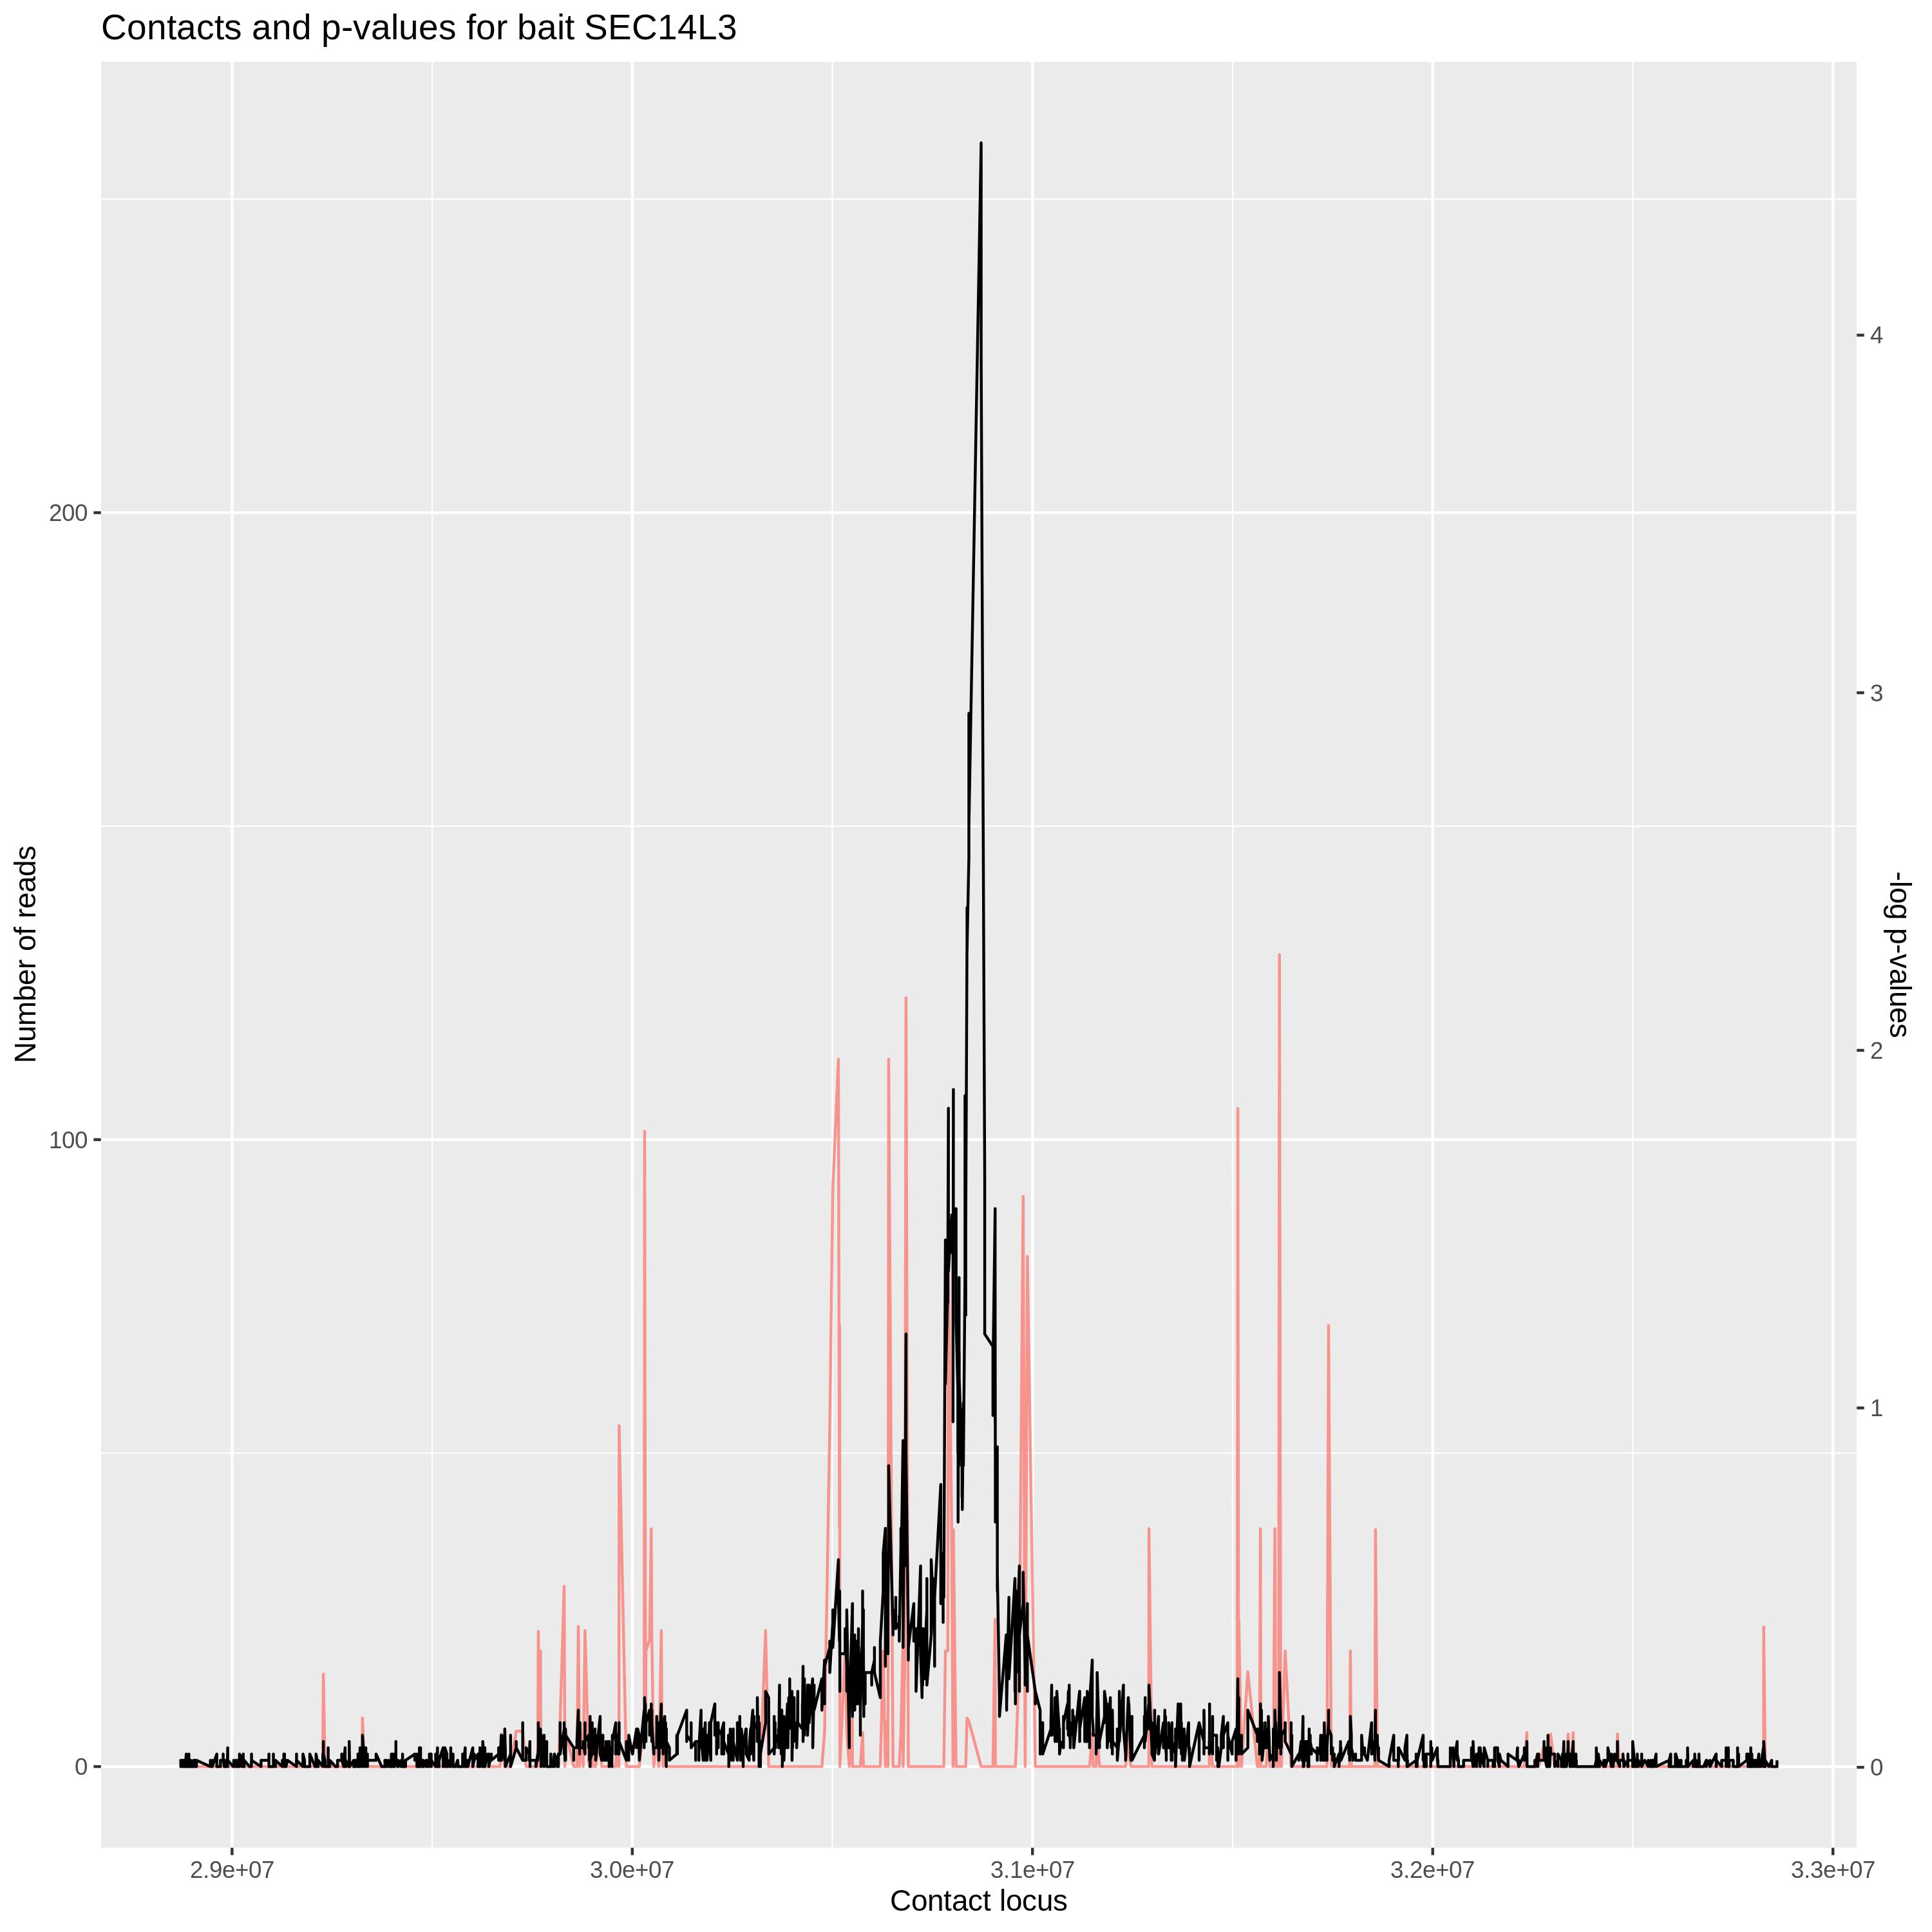 Contacts and p-values for bait SEC14L3
Number of reads
200
100
0
4
3
2
1
0
-log p-values
2.9e+07 3.0e+07 3.1e+07 3.2e+07 3.3e+07
Contact locus